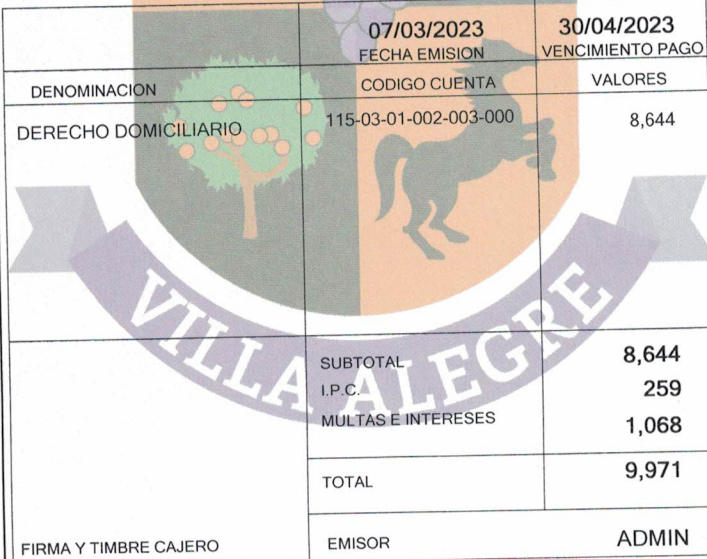 07/03/2023 30/04/2023
FECHA EMISION VENCIMIENTO PAGO
DENOMINACION CODIGO CUENTA VALORES
DERECHO DOMICILIARIO 115-03-01-002-003-000 8,644
VILLA ALEGRE
SUBTOTAL 8,644
I.P.C. 259
MULTAS E INTERESES 1,068
TOTAL 9,971
FIRMA Y TIMBRE CAJERO EMISOR ADMIN